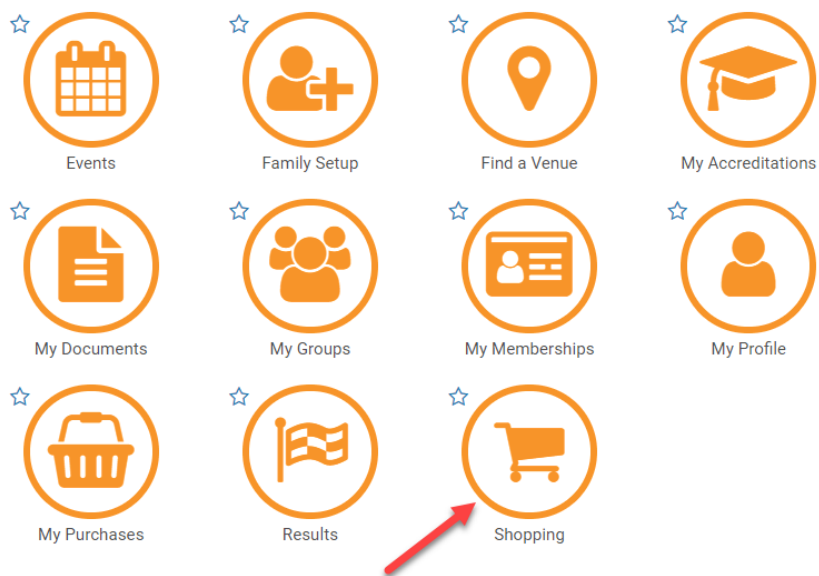 Events
Family Setup
Find a Venue
My Accreditations
My Documents
My Groups
My Memberships
My Profile
My Purchases
Results
Shopping